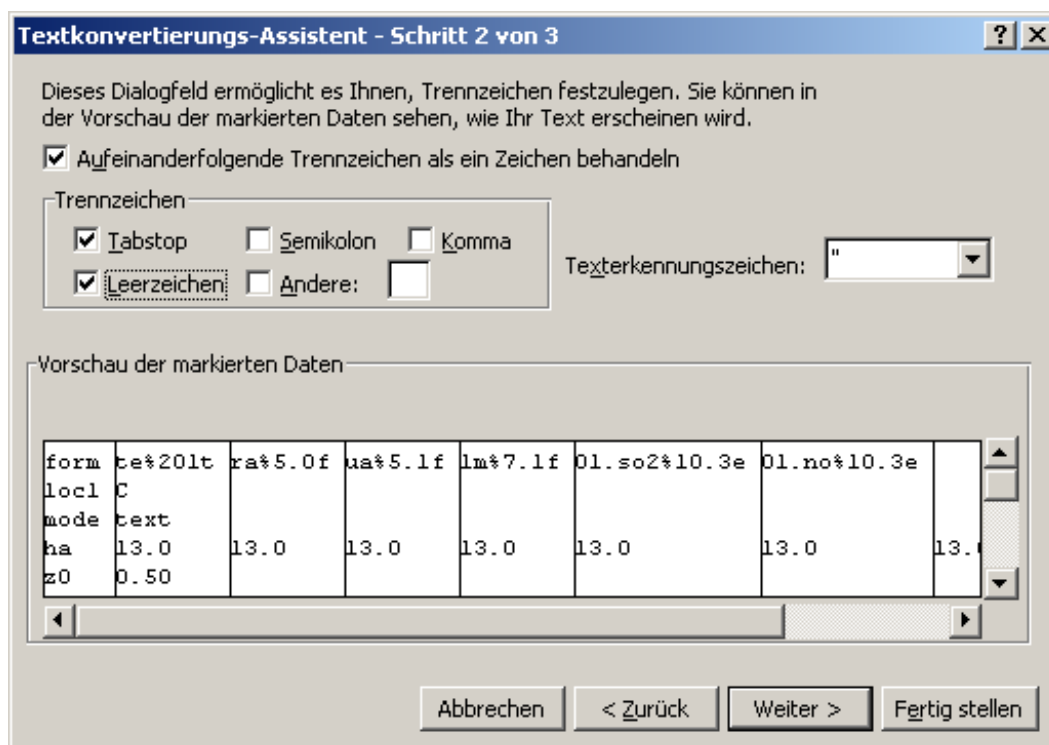 Textkonvertierungs-Assistent - Schritt 2 von 3
Dieses Dialogfeld ermöglicht es Ihnen, Trennzeichen festzulegen. Sie können in
der Vorschau der markierten Daten sehen, wie Ihr Text erscheinen wird.
Aufeinanderfolgende Trennzeichen als ein Zeichen behandeln
Trennzeichen
Tabstop Semikolon Komma
Leerzeichen Andere:
Texterkennungszeichen: "
Vorschau der markierten Daten
form te%20lt ra%5.0f ua%5.1f lm%7.1f 01.so2%10.3e 01.no%10.3e
locl C
mode text
ha 13.0 13.0 13.0 13.0 13.0 13.0 13.
z0 0.50
Abbrechen < Zurück Weiter > Fertig stellen